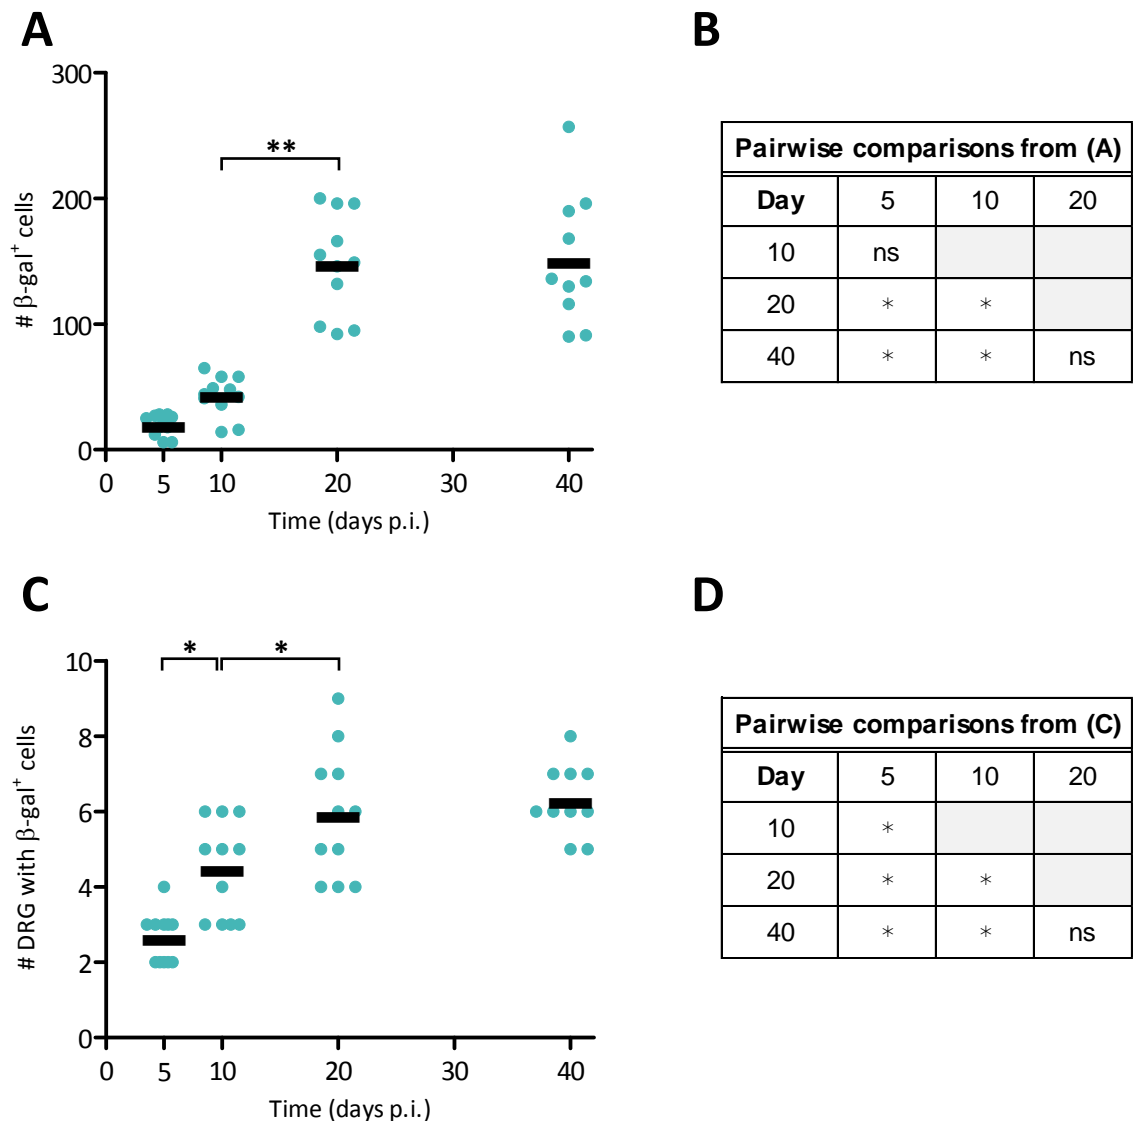 A
300
200
100
0
# β-gal⁺ cells
**
0 5 10 20 30 40
Time (days p.i.)
B
Pairwise comparisons from (A)
Day 5 10 20
10 ns
20 * *
40 * * ns
C
10
8
6
4
2
0
# DRG with β-gal⁺ cells
* *
0 5 10 20 30 40
Time (days p.i.)
D
Pairwise comparisons from (C)
Day 5 10 20
10 *
20 * *
40 * * ns